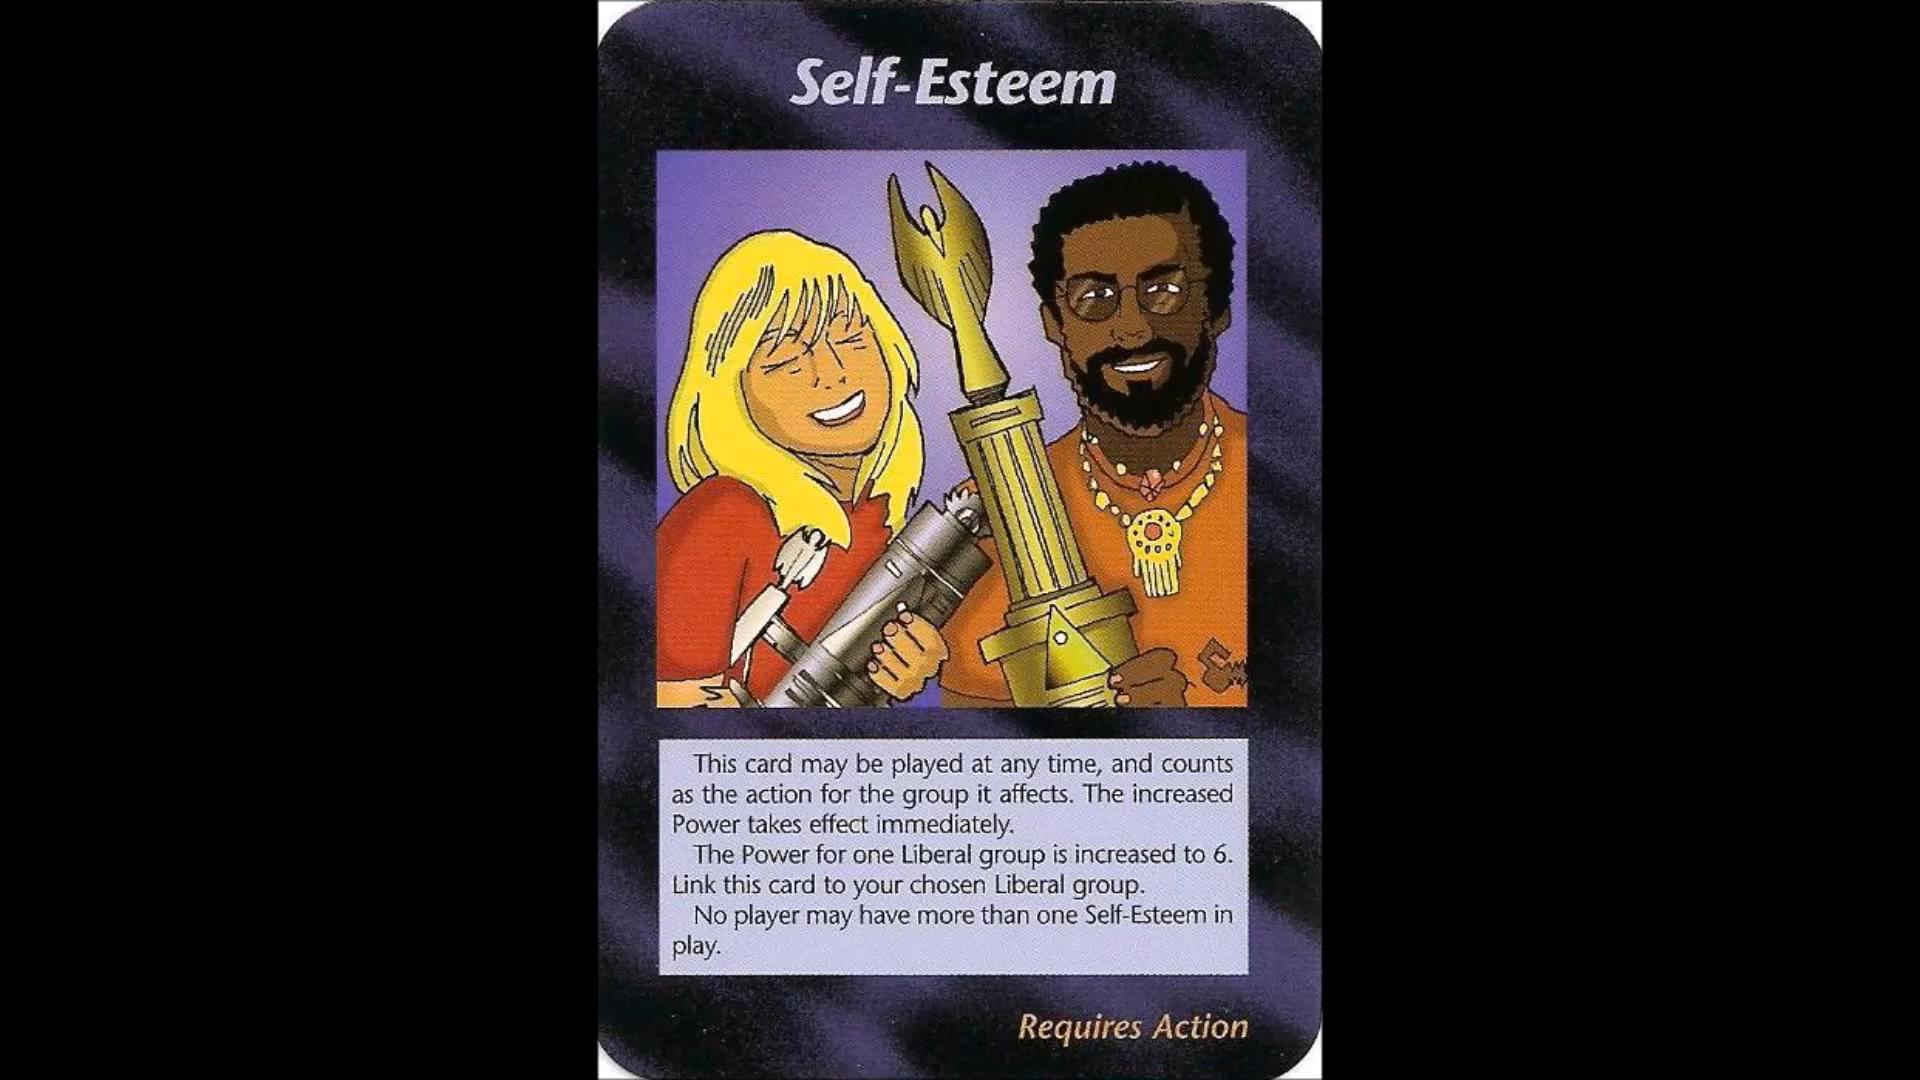 Self-Esteem
This card may be played at any time, and counts
as the action for the group it affects. The increased
Power takes effect immediately.
The Power for one Liberal group is increased to 6.
Link this card to your chosen Liberal group.
No player may have more than one Self-Esteem in
play.
Requires Action